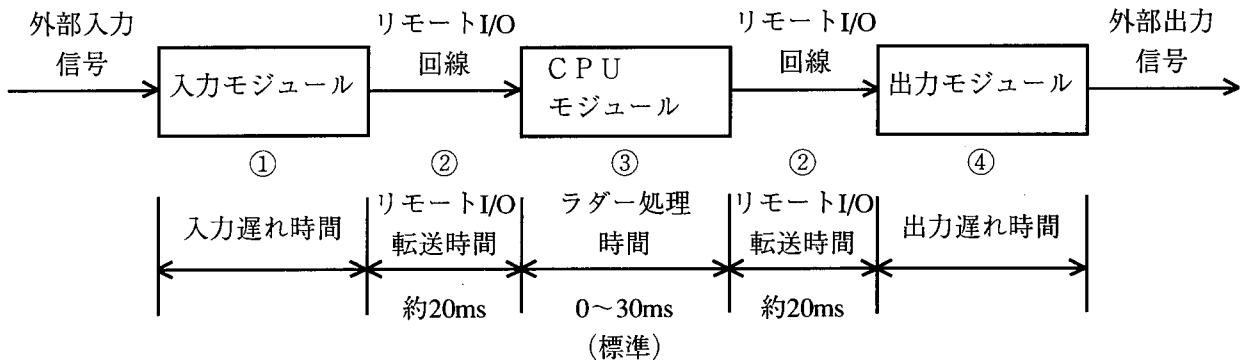 外部入力
信号
リモートI/O
回線
リモートI/O
回線
外部出力
信号
入力モジュール
CPU
モジュール
出力モジュール
①
②
③
②
④
入力遅れ時間
リモートI/O
転送時間
ラダー処理
時間
リモートI/O
転送時間
出力遅れ時間
約20ms
0〜30ms
(標準)
約20ms